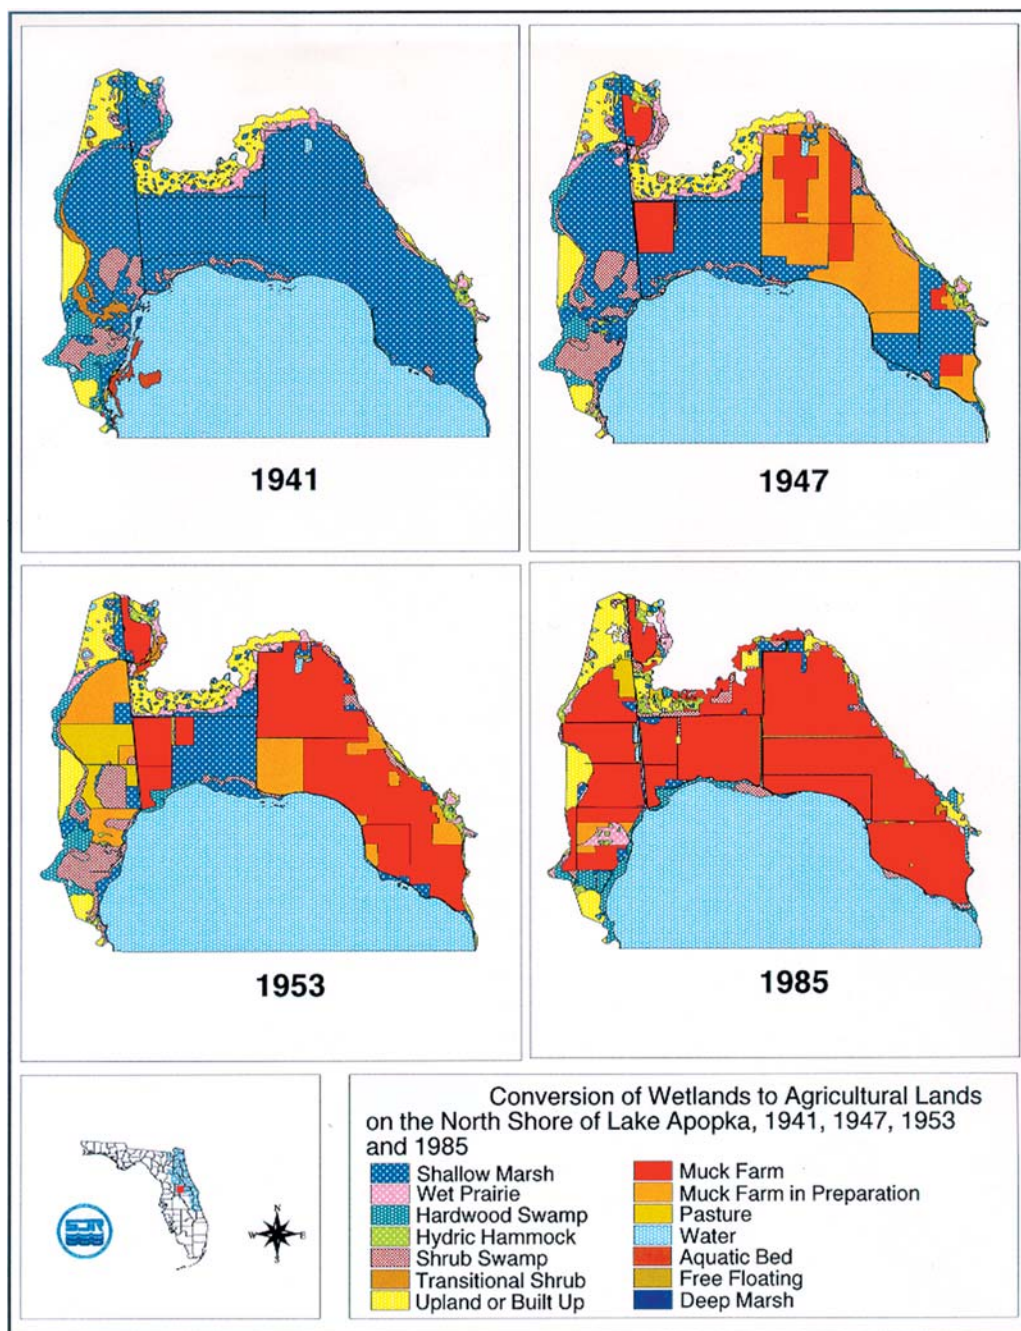 1941
1947
1953
1985
Conversion of Wetlands to Agricultural Lands
on the North Shore of Lake Apopka, 1941, 1947, 1953
and 1985
Shallow Marsh
Wet Prairie
Hardwood Swamp
Hydric Hammock
Shrub Swamp
Transitional Shrub
Upland or Built Up
Muck Farm
Muck Farm in Preparation
Pasture
Water
Aquatic Bed
Free Floating
Deep Marsh
SJR
N
W E
S